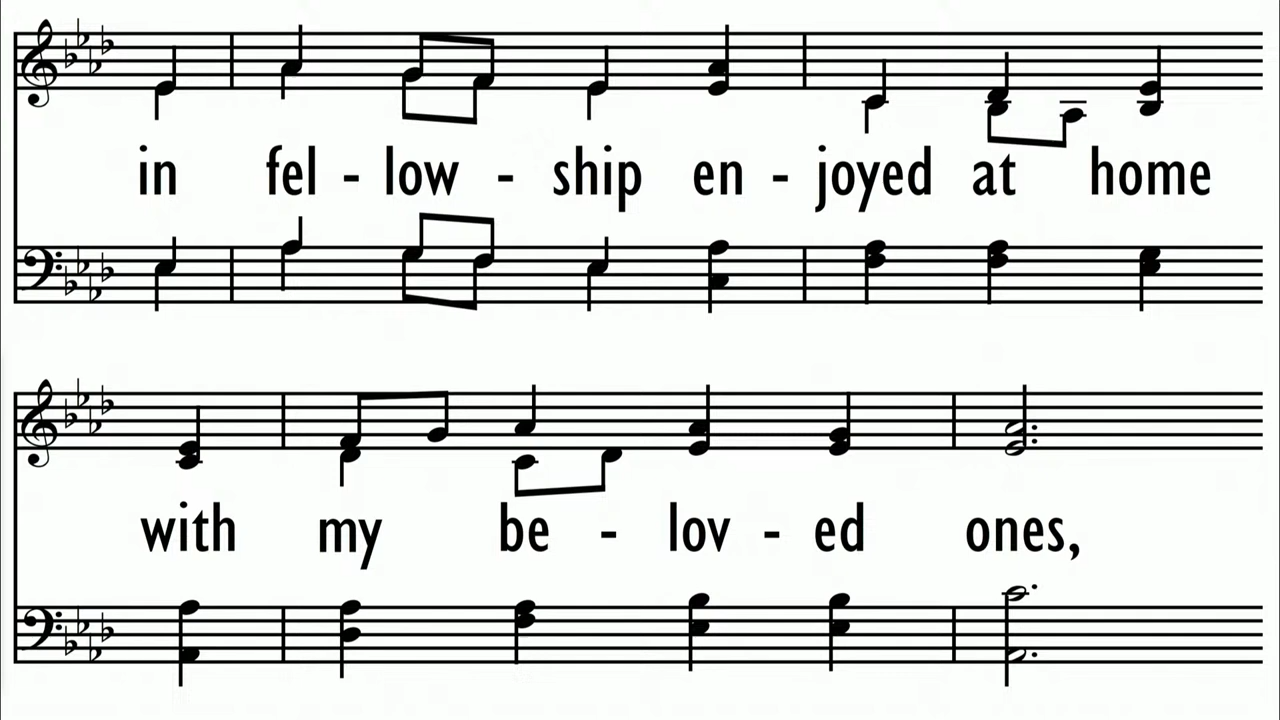 in fel - low - ship en - joyed at home
with my be - lov - ed ones,